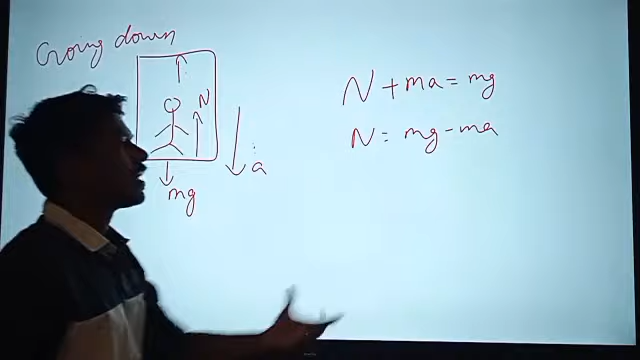 Going down
N
a
mg
N + ma = mg
N = mg - ma